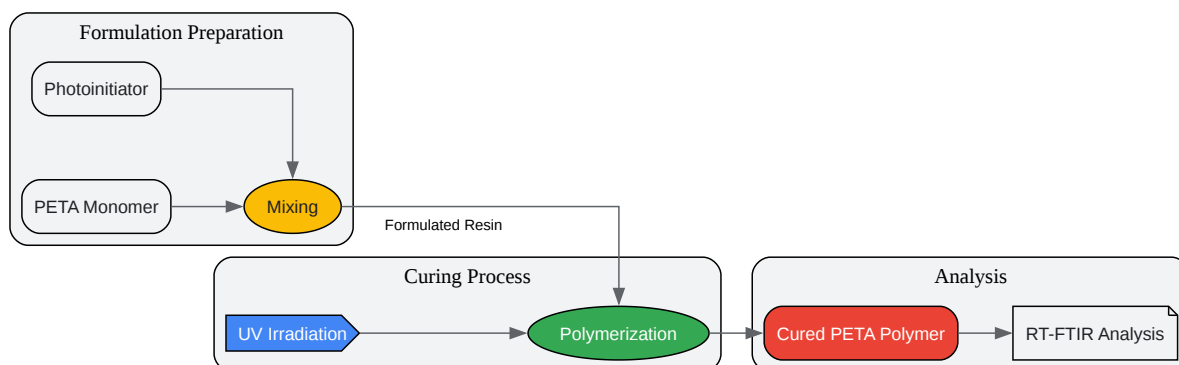 Formulation Preparation
Photoinitiator
PETA Monomer
Mixing
Formulated Resin
Curing Process
UV Irradiation
Polymerization
Analysis
Cured PETA Polymer
RT-FTIR Analysis